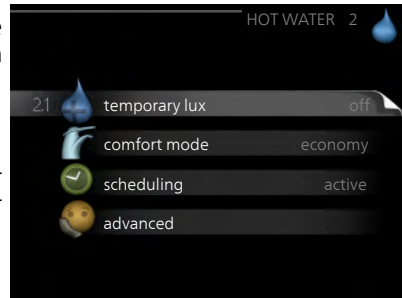 HOT WATER 2
2.1 temporary lux off
comfort mode economy
scheduling active
advanced